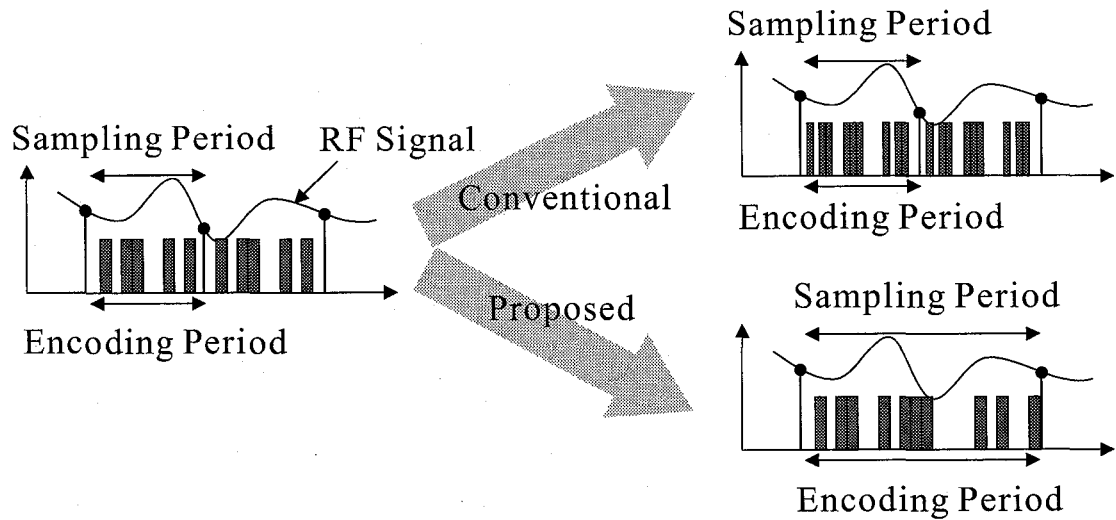 Sampling Period
RF Signal
Encoding Period
Conventional
Proposed
Sampling Period
Encoding Period
Sampling Period
Encoding Period